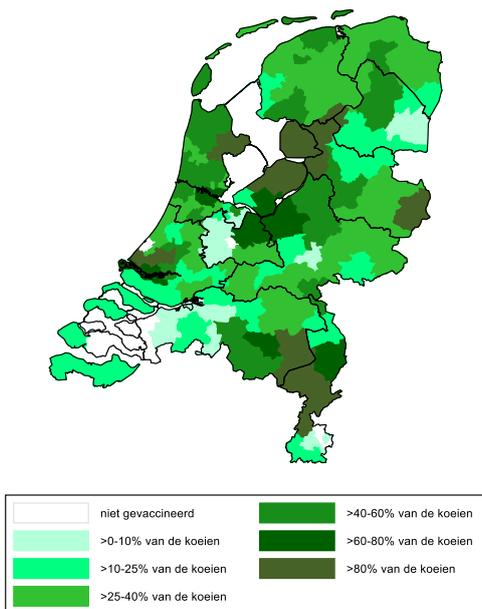 niet gevaccineerd
>0-10% van de koeien
>10-25% van de koeien
>25-40% van de koeien
>40-60% van de koeien
>60-80% van de koeien
>80% van de koeien